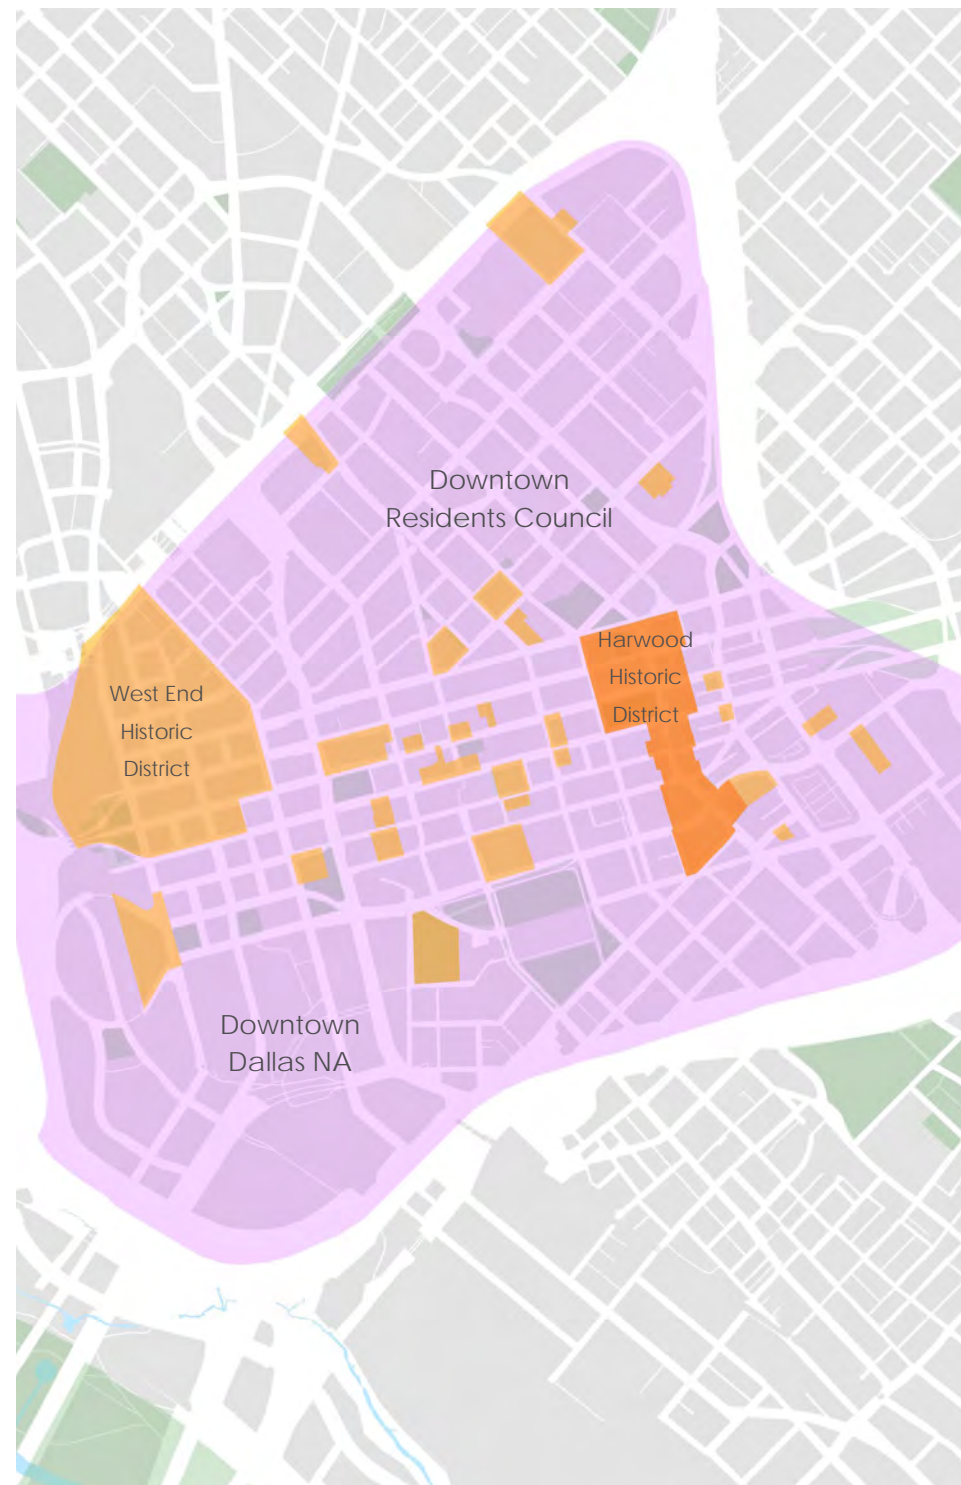 Downtown
Residents Council
Harwood
Historic
District
West End
Historic
District
Downtown
Dallas NA